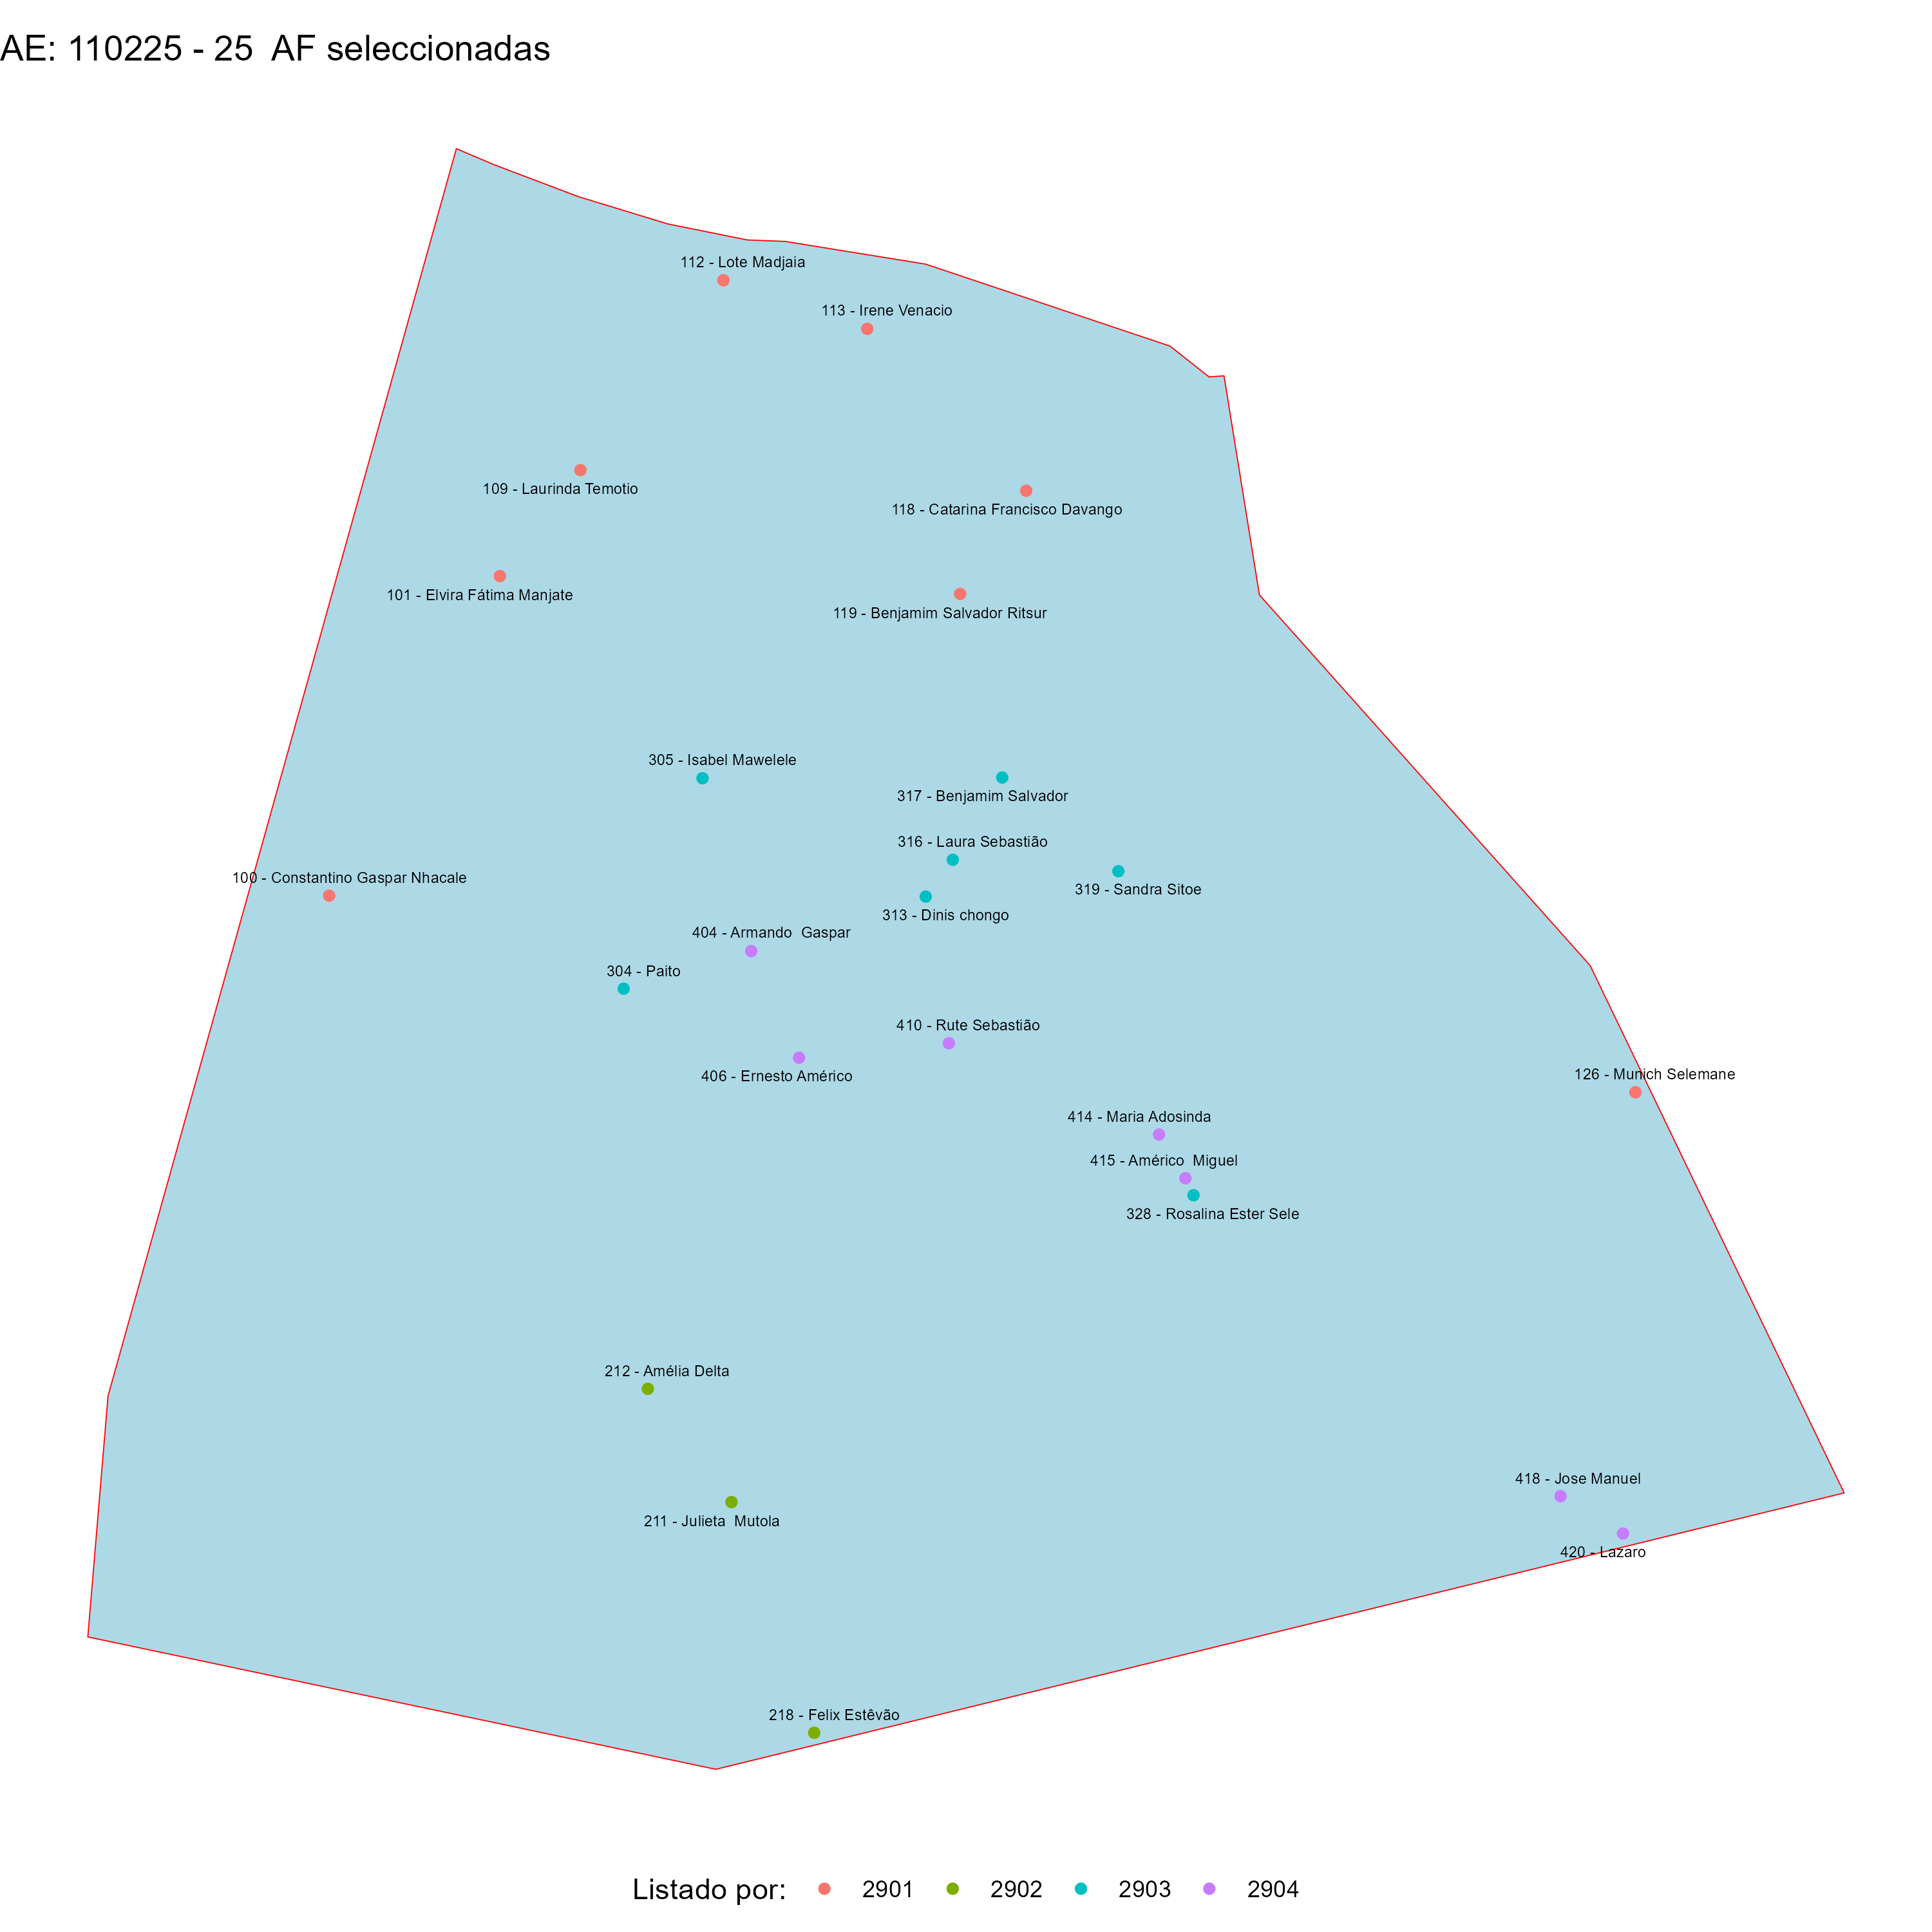 AE: 110225 - 25  AF seleccionadas
112 - Lote Madjaia
113 - Irene Venacio
109 - Laurinda Temotio
118 - Catarina Francisco Davango
101 - Elvira Fátima Manjate
119 - Benjamim Salvador Ritsur
305 - Isabel Mawelele
317 - Benjamim Salvador
316 - Laura Sebastião
100 - Constantino Gaspar Nhacale
319 - Sandra Sitoe
313 - Dinis chongo
404 - Armando  Gaspar
304 - Paito
410 - Rute Sebastião
406 - Ernesto Américo
126 - Munich Selemane
414 - Maria Adosinda
415 - Américo  Miguel
328 - Rosalina Ester Sele
212 - Amélia Delta
418 - Jose Manuel
211 - Julieta  Mutola
420 - Lazaro
218 - Felix Estêvão
Listado por: 2901 2902 2903 2904